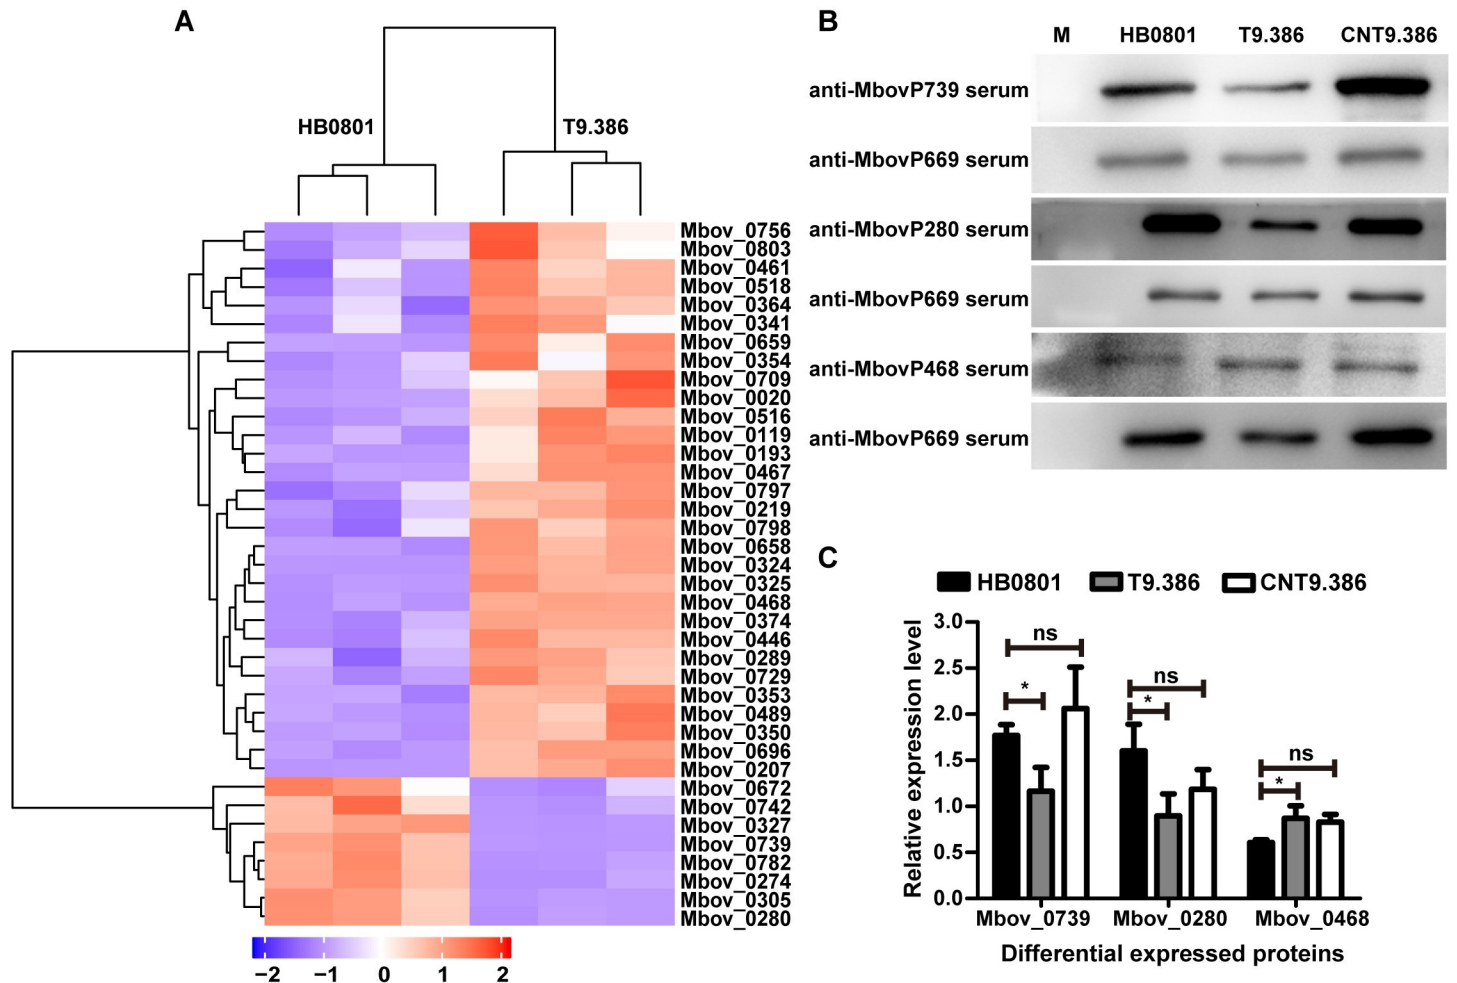 A
HB0801
T9.386
Mbov_0756
Mbov_0803
Mbov_0461
Mbov_0518
Mbov_0364
Mbov_0341
Mbov_0659
Mbov_0354
Mbov_0709
Mbov_0020
Mbov_0516
Mbov_0119
Mbov_0193
Mbov_0467
Mbov_0797
Mbov_0219
Mbov_0798
Mbov_0658
Mbov_0324
Mbov_0325
Mbov_0468
Mbov_0374
Mbov_0446
Mbov_0289
Mbov_0729
Mbov_0353
Mbov_0489
Mbov_0350
Mbov_0696
Mbov_0207
Mbov_0672
Mbov_0742
Mbov_0327
Mbov_0739
Mbov_0782
Mbov_0274
Mbov_0305
Mbov_0280
−2 −1 0 1 2
B
M HB0801 T9.386 CNT9.386
anti-MbovP739 serum
anti-MbovP669 serum
anti-MbovP280 serum
anti-MbovP669 serum
anti-MbovP468 serum
anti-MbovP669 serum
C
HB0801 T9.386 CNT9.386
Relative expression level
3.0
2.5
2.0
1.5
1.0
0.5
0.0
ns
*
ns
*
ns
*
Mbov_0739 Mbov_0280 Mbov_0468
Differential expressed proteins